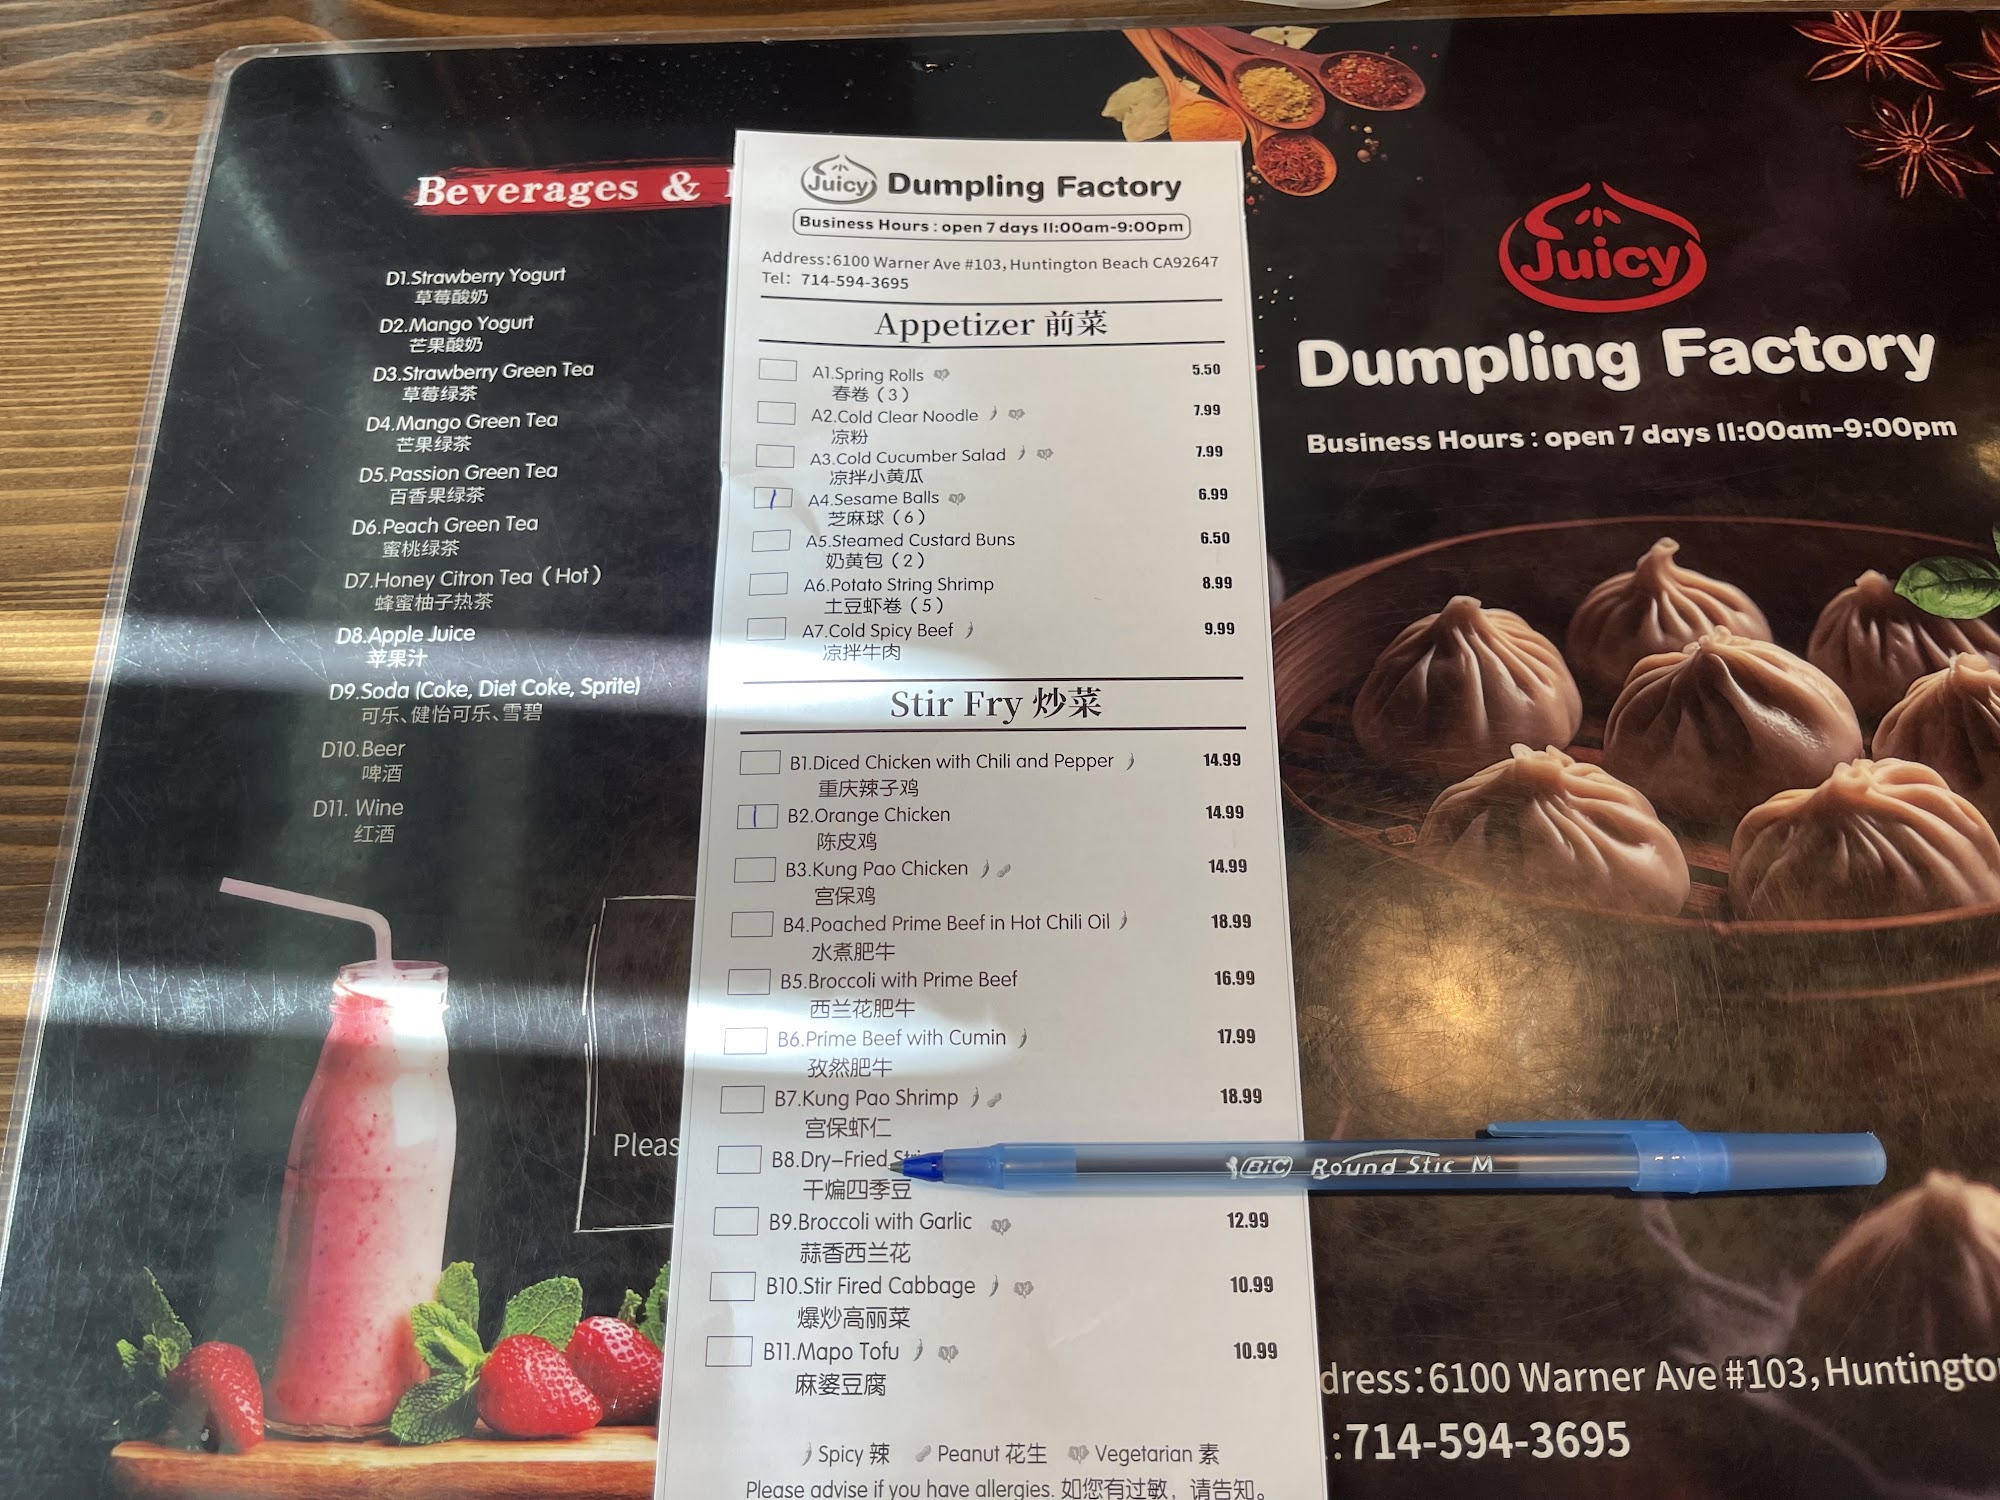 Beverages &
D1.Strawberry Yogurt
草莓酸奶
D2.Mango Yogurt
芒果酸奶
D3.Strawberry Green Tea
草莓绿茶
D4.Mango Green Tea
芒果绿茶
D5.Passion Green Tea
百香果绿茶
D6.Peach Green Tea
蜜桃绿茶
D7.Honey Citron Tea (Hot)
蜂蜜柚子热茶
D8.Apple Juice
苹果汁
D9.Soda (Coke, Diet Coke, Sprite)
可乐、健怡可乐、雪碧
D10.Beer
啤酒
D11. Wine
红酒
Pleas
Juicy Dumpling Factory
Business Hours : open 7 days 11:00am-9:00pm
Address:6100 Warner Ave #103, Huntington Beach CA92647
Tel: 714-594-3695
Appetizer 前菜
A1.Spring Rolls 5.50
春卷（3）
A2.Cold Clear Noodle 7.99
凉粉
A3.Cold Cucumber Salad 7.99
凉拌小黄瓜
1 A4.Sesame Balls 6.99
芝麻球（6）
A5.Steamed Custard Buns 6.50
奶黄包（2）
A6.Potato String Shrimp 8.99
土豆虾卷（5）
A7.Cold Spicy Beef 9.99
凉拌牛肉
Stir Fry 炒菜
B1.Diced Chicken with Chili and Pepper 14.99
重庆辣子鸡
1 B2.Orange Chicken 14.99
陈皮鸡
B3.Kung Pao Chicken 14.99
宫保鸡
B4.Poached Prime Beef in Hot Chili Oil 18.99
水煮肥牛
B5.Broccoli with Prime Beef 16.99
西兰花肥牛
B6.Prime Beef with Cumin 17.99
孜然肥牛
B7.Kung Pao Shrimp 18.99
宫保虾仁
B8.Dry-Fried
干煸四季豆
B9.Broccoli with Garlic 12.99
蒜香西兰花
B10.Stir Fired Cabbage 10.99
爆炒高丽菜
B11.Mapo Tofu 10.99
麻婆豆腐
Spicy 辣 Peanut 花生 Vegetarian 素
Please advise if you have allergies. 如您有过敏，请告知。
BIC Round Stic M
Juicy
Dumpling Factory
Business Hours : open 7 days 11:00am-9:00pm
dress:6100 Warner Ave #103, Huntingto
:714-594-3695